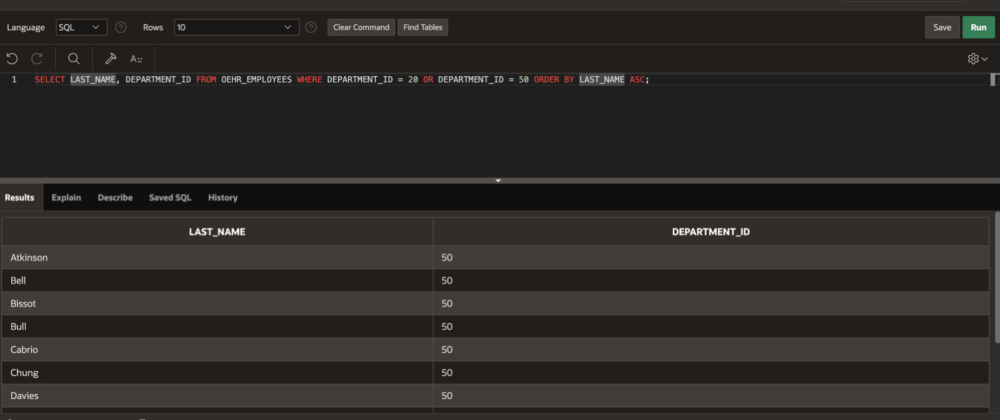 Language SQL ? Rows 10 ? Clear Command Find Tables Save Run
A::
1 SELECT LAST_NAME, DEPARTMENT_ID FROM OEHR_EMPLOYEES WHERE DEPARTMENT_ID = 20 OR DEPARTMENT_ID = 50 ORDER BY LAST_NAME ASC;
Results Explain Describe Saved SQL History
LAST_NAME DEPARTMENT_ID
Atkinson 50
Bell 50
Bissot 50
Bull 50
Cabrio 50
Chung 50
Davies 50